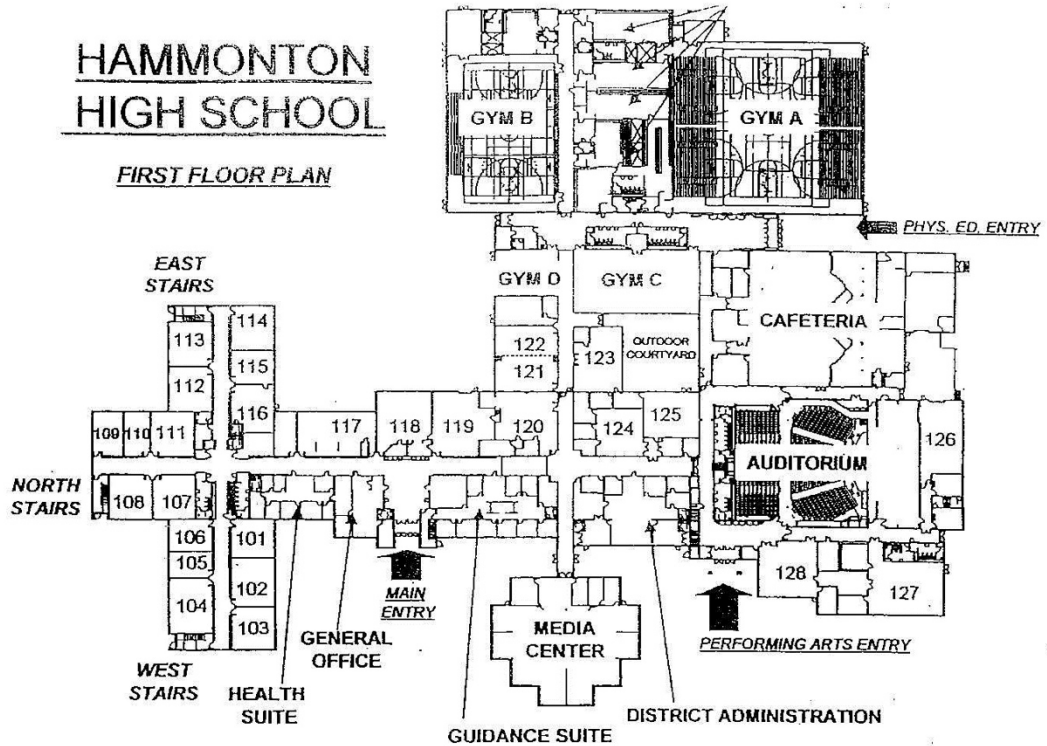 HAMMONTON
HIGH SCHOOL
FIRST FLOOR PLAN
GYM B
GYM A
PHYS. ED. ENTRY
EAST
STAIRS
GYM D
GYM C
114
113
CAFETERIA
122
123
OUTDOOR
COURTYARD
115
121
112
116
109
110
111
117
118
119
120
124
125
126
AUDITORIUM
NORTH
STAIRS
108
107
106
101
105
102
104
103
MAIN
ENTRY
128
127
MEDIA
CENTER
PERFORMING ARTS ENTRY
GENERAL
OFFICE
WEST
STAIRS
HEALTH
SUITE
DISTRICT ADMINISTRATION
GUIDANCE SUITE